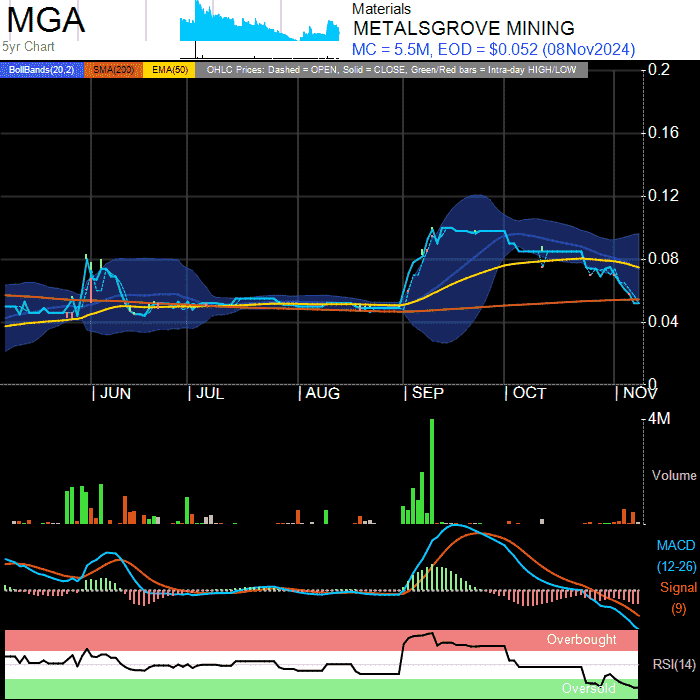 MGA
5yr Chart
Materials
METALSGROVE MINING
MC = 5.5M, EOD = $0.052 (08Nov2024)
BollBands(20,2) SMA(200) EMA(50) OHLC Prices: Dashed = OPEN, Solid = CLOSE, Green/Red bars = Intra-day HIGH/LOW
0.2
0.16
0.12
0.08
0.04
0
| JUN | JUL | AUG | SEP | OCT | NOV
4M
Volume
MACD
(12-26)
Signal
(9)
Overbought
RSI(14)
Oversold